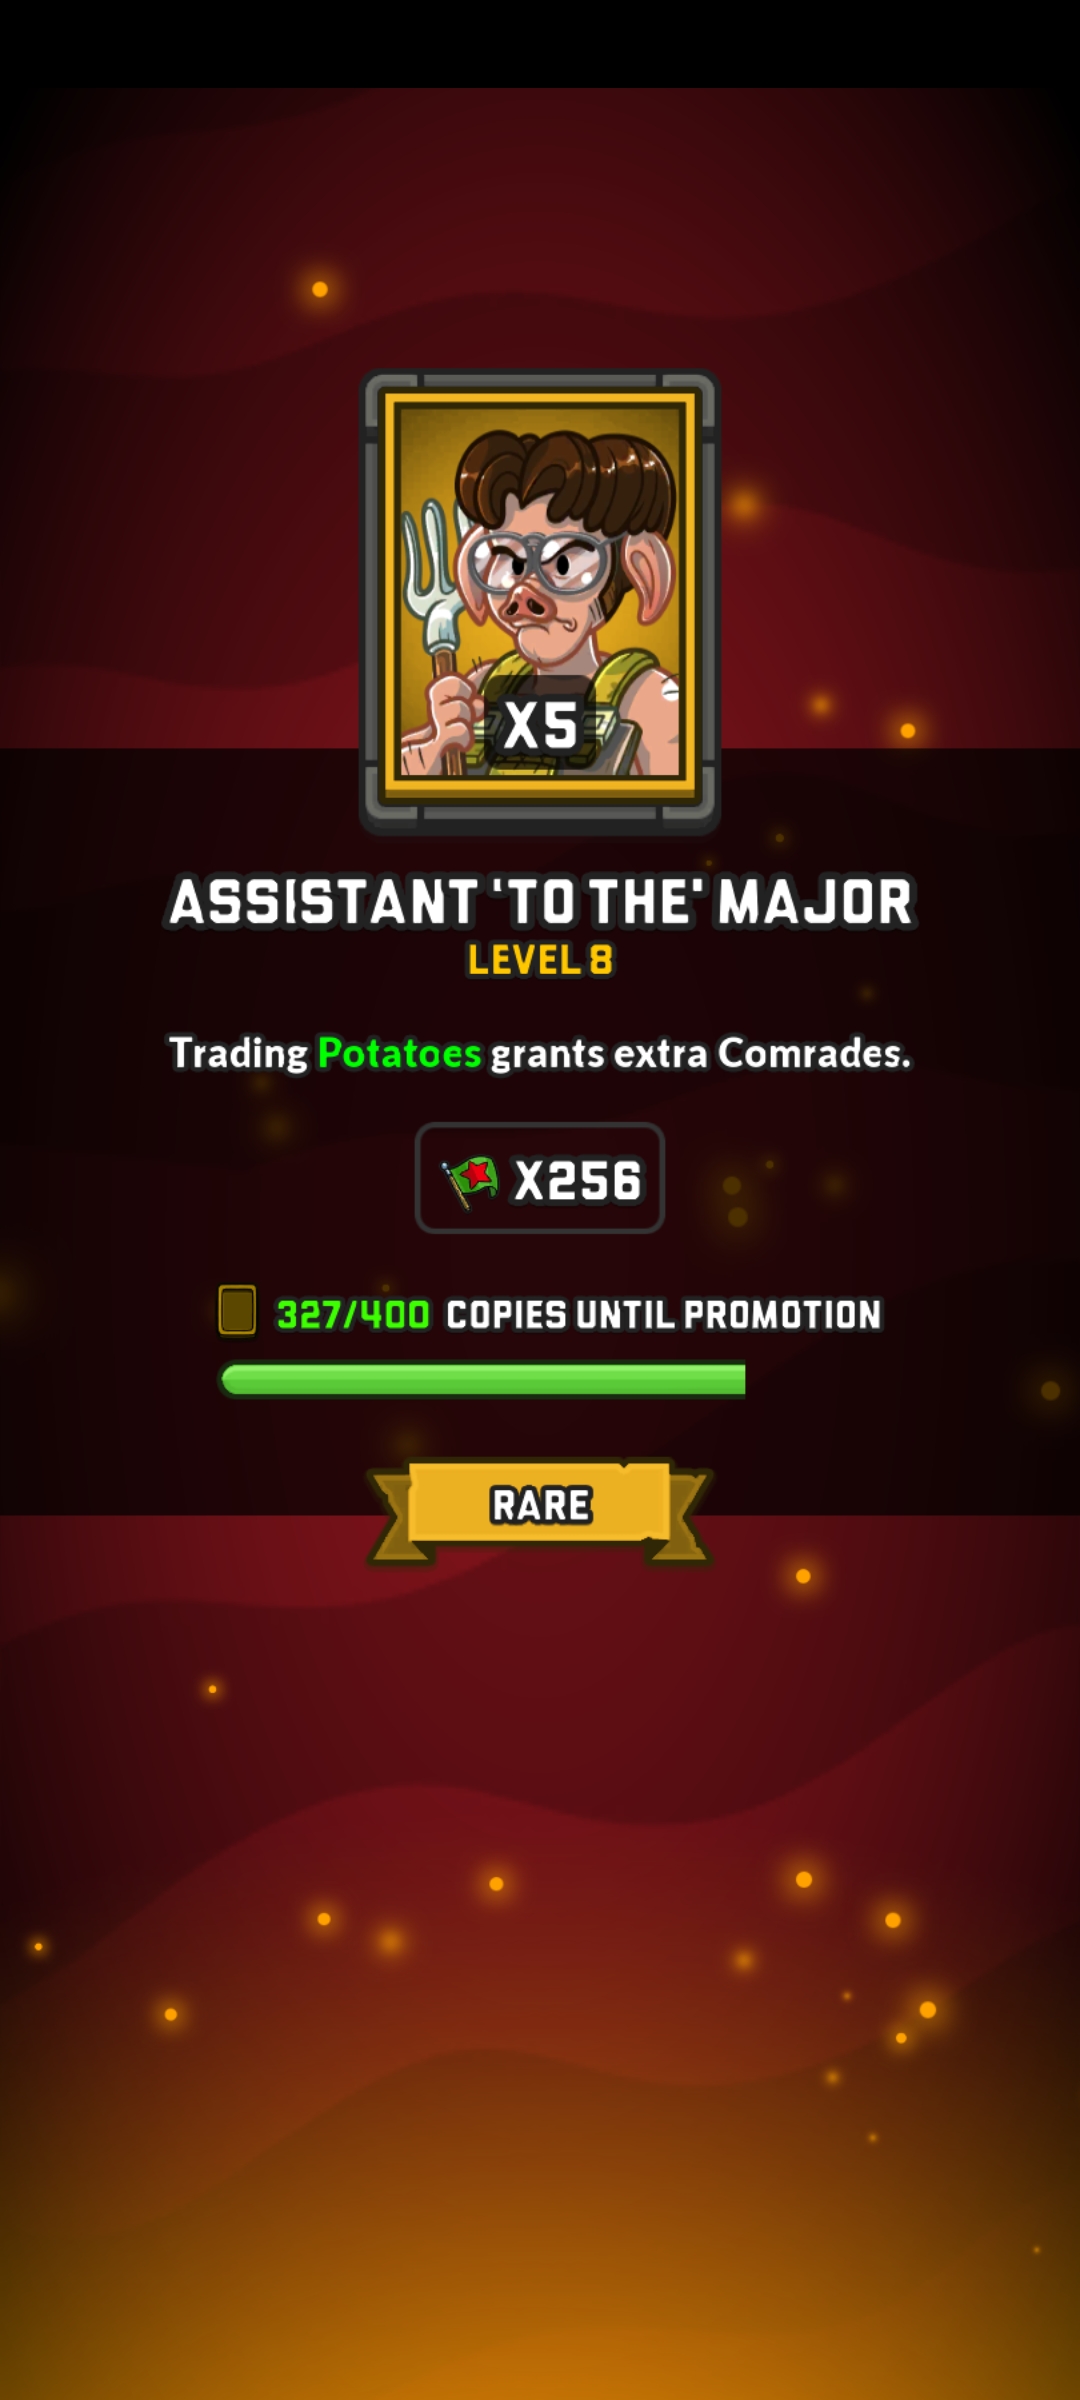 X5
ASSISTANT 'TO THE' MAJOR
LEVEL 8
Trading Potatoes grants extra Comrades.
X256
327/400 COPIES UNTIL PROMOTION
RARE